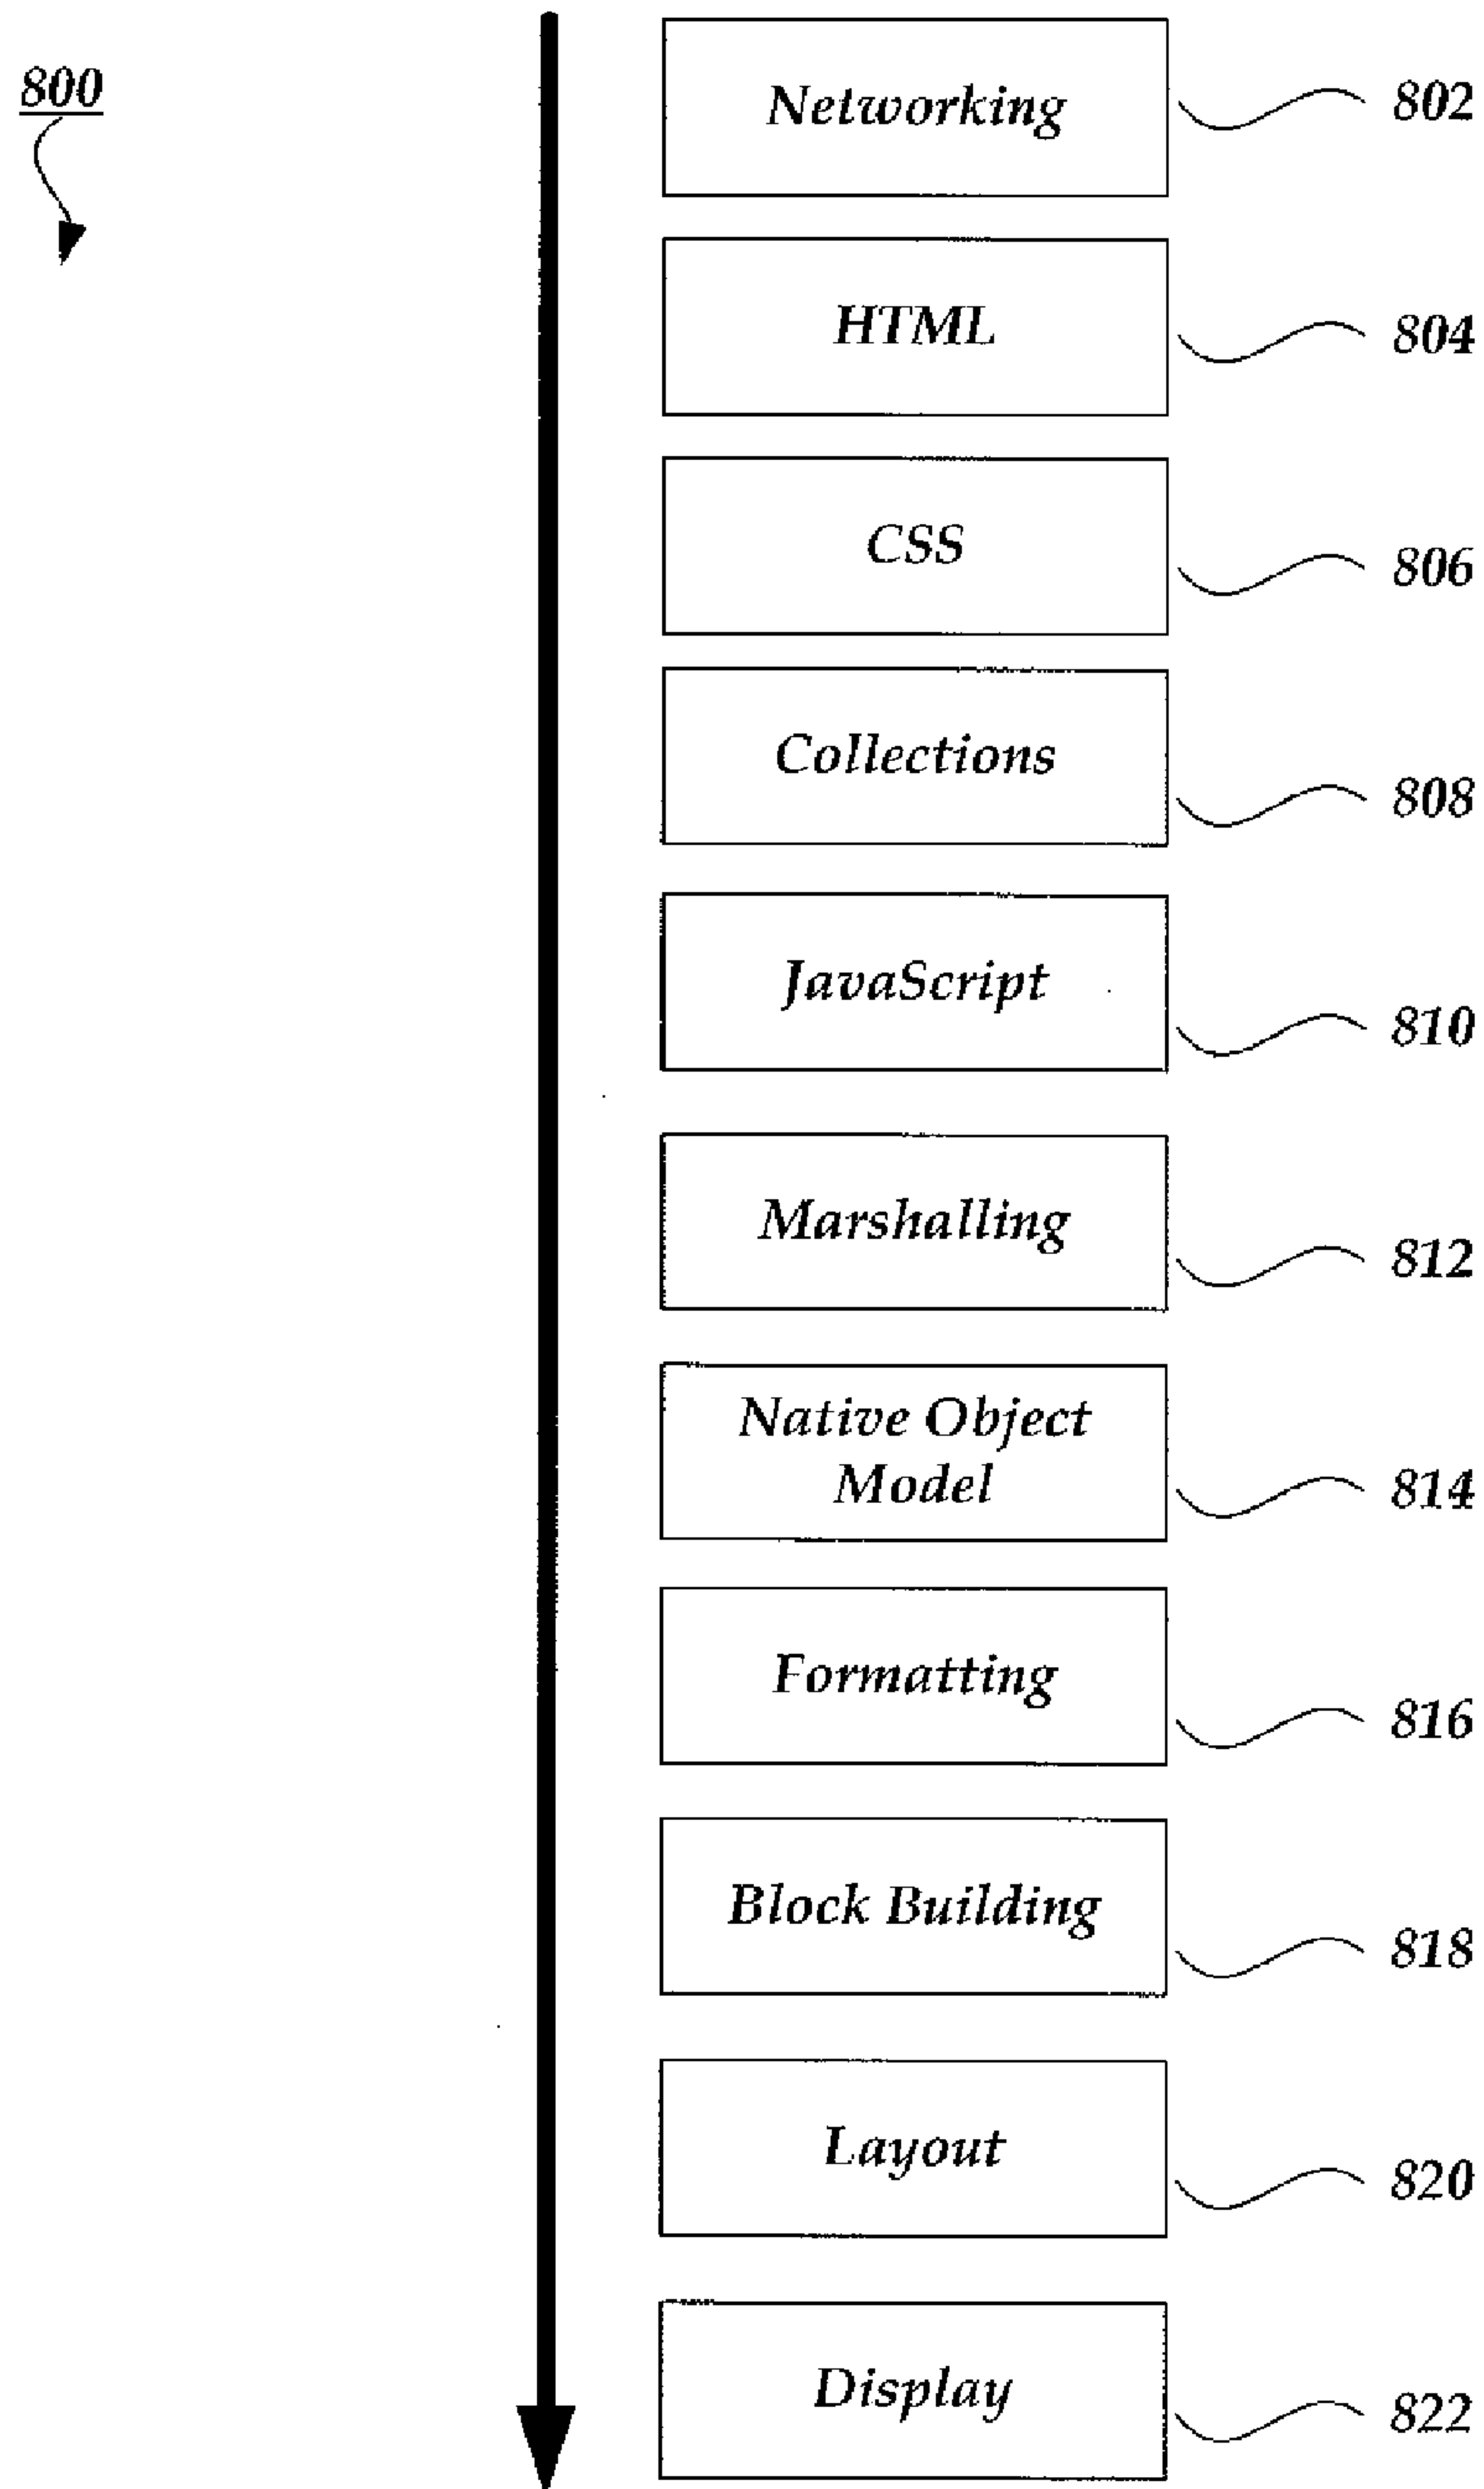 800
Networking
802
HTML
804
CSS
806
Collections
808
JavaScript
810
Marshalling
812
Native Object
Model
814
Formatting
816
Block Building
818
Layout
820
Display
822